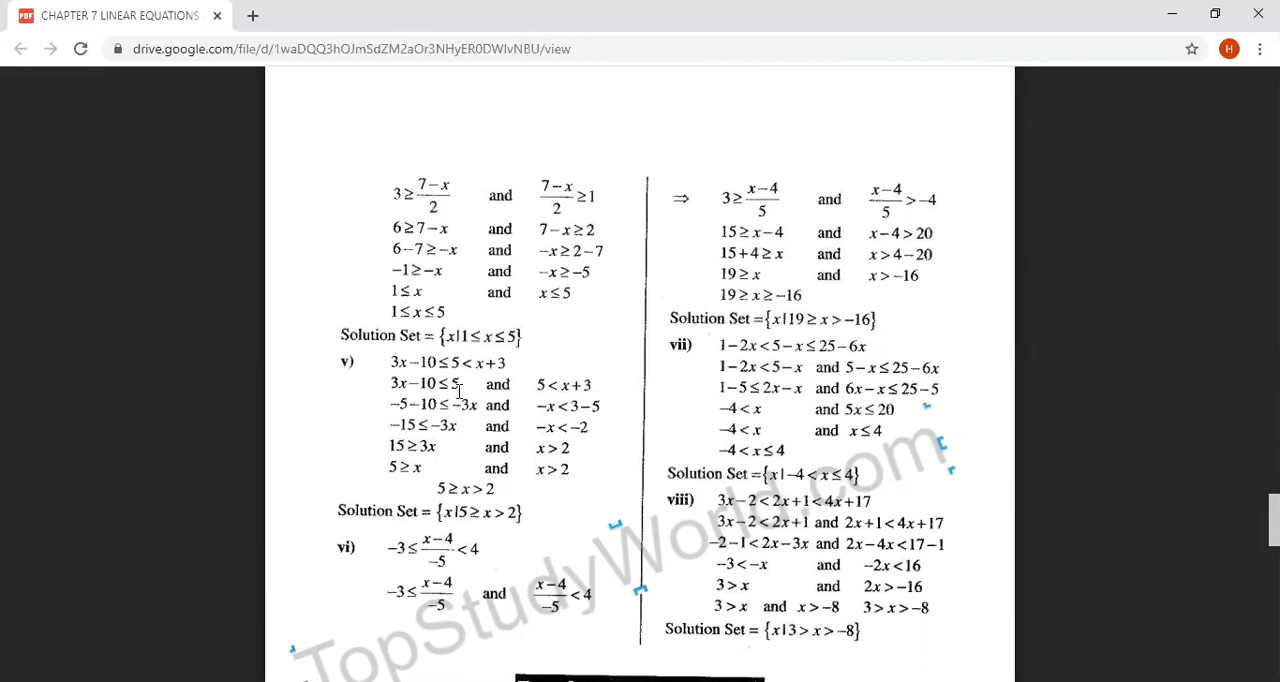 PDF CHAPTER 7 LINEAR EQUATIONS
drive.google.com/file/d/1waDQQ3hOJmSdZM2aOr3NHyER0DWlvNBU/view
H
3≥(7−x)/2 and (7−x)/2≥1
6≥7−x and 7−x≥2
6−7≥−x and −x≥2−7
−1≥−x and −x≥−5
1≤x and x≤5
1≤x≤5
Solution Set = {x|1≤x≤5}
v) 3x−10≤5<x+3
3x−10≤5 and 5<x+3
−5−10≤−3x and −x<3−5
−15≤−3x and −x<−2
15≥3x and x>2
5≥x and x>2
5≥x>2
Solution Set = {x|5≥x>2}
vi) −3≤(x−4)/−5<4
−3≤(x−4)/−5 and (x−4)/−5<4
⇒ 3≥(x−4)/5 and (x−4)/5>−4
15≥x−4 and x−4>20
15+4≥x and x>4−20
19≥x and x>−16
19≥x≥−16
Solution Set ={x|19≥x>−16}
vii) 1−2x<5−x≤25−6x
1−2x<5−x and 5−x≤25−6x
1−5≤2x−x and 6x−x≤25−5
−4<x and 5x≤20
−4<x and x≤4
−4<x≤4
Solution Set ={x|−4<x≤4}
viii) 3x−2<2x+1<4x+17
3x−2<2x+1 and 2x+1<4x+17
−2−1<2x−3x and 2x−4x<17−1
−3<−x and −2x<16
3>x and 2x>−16
3>x and x>−8 3>x>−8
Solution Set = {x|3>x>−8}
TopStudyWorld.com